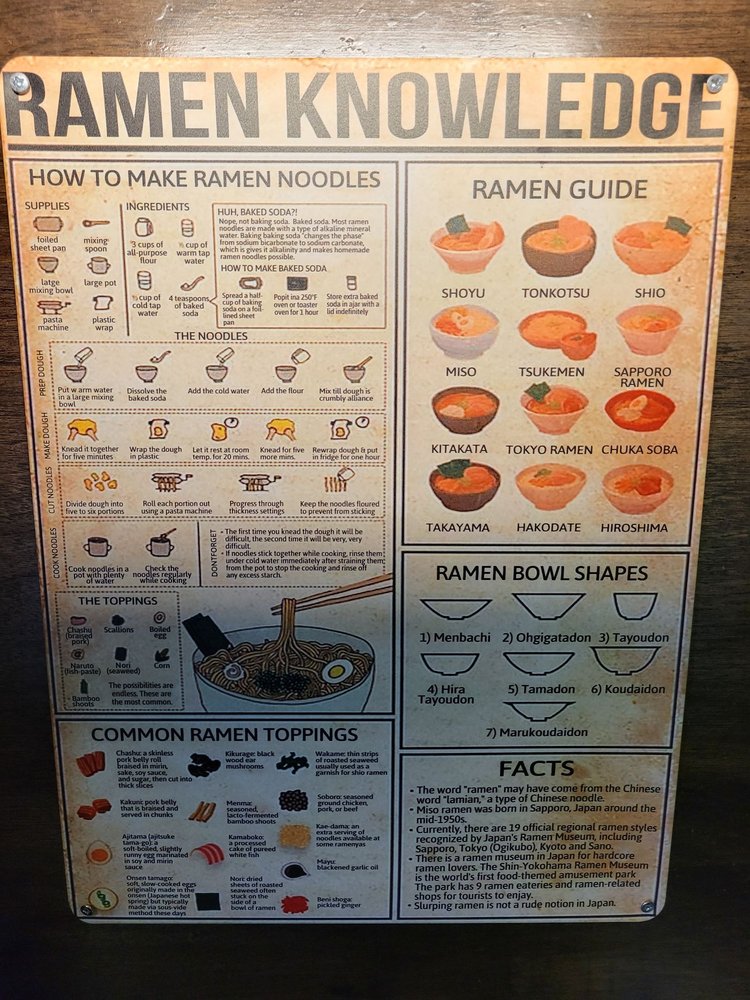 RAMEN KNOWLEDGE
HOW TO MAKE RAMEN NOODLES
SUPPLIES
foiled
sheet pan
mixing
spoon
large
mixing bowl
large pot
pasta
machine
plastic
wrap
INGREDIENTS
3 cups of
all-purpose
flour
½ cup of
warm tap
water
½ cup of
cold tap
water
4 teaspoons
of baked
soda
HUH, BAKED SODA?!
Nope, not baking soda. Baked soda. Most ramen
noodles are made with a type of alkaline mineral
water. Baking baking soda "changes the phase"
from sodium bicarbonate to sodium carbonate,
which is gives it alkalinity and makes homemade
ramen noodles possible.
HOW TO MAKE BAKED SODA
Spread a half-
cup of baking
soda on a foil-
lined sheet
pan
Popit ina 250°F
oven or toaster
oven for 1 hour
Store extra baked
soda in ajar with a
lid indefinitely
THE NOODLES
PREP DOUGH
Put w arm water
in a large mixing
bowl
Dissolve the
baked soda
Add the cold water
Add the flour
Mix till dough is
crumbly alliance
MAKE DOUGH
Knead it together
for five minutes
Wrap the dough
in plastic
Let it rest at room
temp. for 20 mins.
Knead for five
more mins.
Rewrap dough & put
in fridge for one hour
CUT NOODLES
Divide dough into
five to six portions
Roll each portion out
using a pasta machine
Progress through
thickness settings
Keep the noodles floured
to prevent from sticking
COOK NOODLES
Cook noodles in a
pot with plenty
of water
Check the
noodles regularly
while cooking
DONT FORGET
• The first time you knead the dough it will be
difficult, the second time it will be very, very
difficult.
• If noodles stick together while cooking, rinse them
under cold water immediately after straining them
from the pot to stop the cooking and rinse off
any excess starch.
THE TOPPINGS
Chashu
(braised
pork)
Scallions
Boiled
egg
Naruto
(fish-paste)
Nori
(seaweed)
Corn
• Bamboo
shoots
The possibilities are
endless. These are
the most common.
COMMON RAMEN TOPPINGS
Chashu: a skinless
pork belly roll
braised in mirin,
sake, soy sauce,
and sugar, then cut into
thick slices
Kikurage: black
wood ear
mushrooms
Wakame: thin strips
of roasted seaweed
usually used as a
garnish for shio ramen
Kakuni: pork belly
that is braised and
served in chunks
Menma:
seasoned,
lacto-fermented
bamboo shoots
Soboro: seasoned
ground chicken,
pork, or beef
Ajitama (ajitsuke
tama-go): a
soft-boiled, slightly
runny egg marinated
in soy and mirin
sauce
Kamaboko:
a processed
cake of pureed
white fish
Kae-dama: an
extra serving of
noodles available at
some ramenyas
Mayu:
blackened garlic oil
Onsen tamago:
soft, slow-cooked eggs
originally made in the
onsen (Japanese hot
spring) but typically
made via sous-vide
method these days
Nori: dried
sheets of roasted
seaweed often
stuck on the
side of a
bowl of ramen
Beni shoga:
pickled ginger
RAMEN GUIDE
SHOYU
TONKOTSU
SHIO
MISO
TSUKEMEN
SAPPORO
RAMEN
KITAKATA
TOKYO RAMEN
CHUKA SOBA
TAKAYAMA
HAKODATE
HIROSHIMA
RAMEN BOWL SHAPES
1) Menbachi
2) Ohgigatadon
3) Tayoudon
4) Hira
Tayoudon
5) Tamadon
6) Koudaidon
7) Marukoudaidon
FACTS
• The word "ramen" may have come from the Chinese
word "lamian," a type of Chinese noodle.
• Miso ramen was born in Sapporo, Japan around the
mid-1950s.
• Currently, there are 19 official regional ramen styles
recognized by Japan's Ramen Museum, including
Sapporo, Tokyo (Ogikubo), Kyoto and Sano.
• There is a ramen museum in Japan for hardcore
ramen lovers. The Shin-Yokohama Ramen Museum
is the world's first food-themed amusement park
The park has 9 ramen eateries and ramen-related
shops for tourists to enjoy.
• Slurping ramen is not a rude notion in Japan.